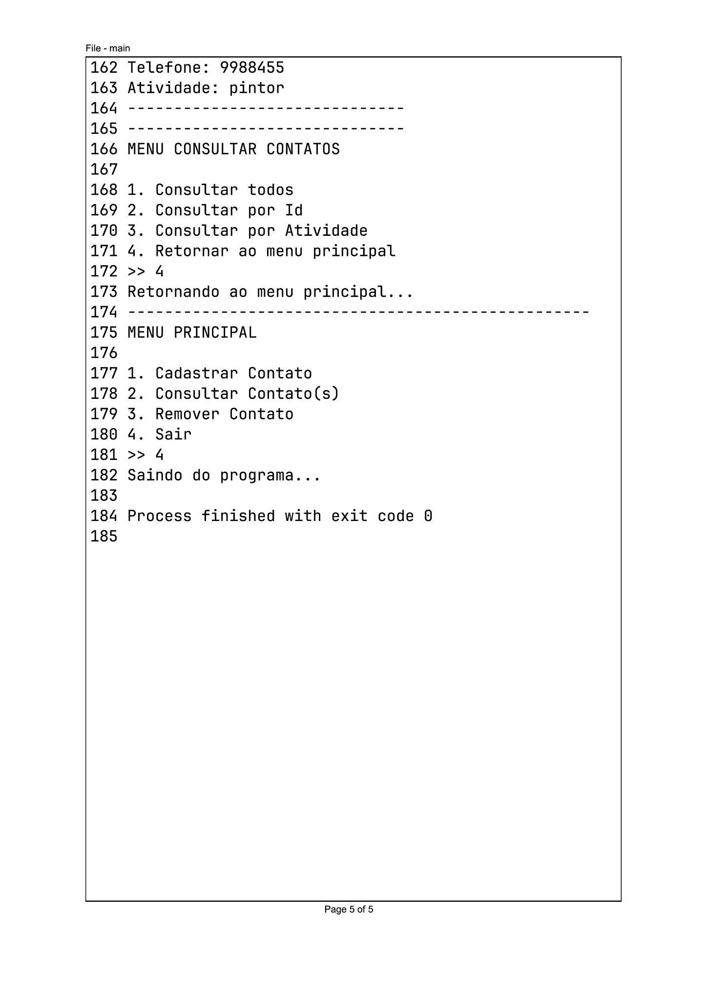 File - main
162 Telefone: 9988455
163 Atividade: pintor
164 ------------------------------
165 ------------------------------
166 MENU CONSULTAR CONTATOS
167
168 1. Consultar todos
169 2. Consultar por Id
170 3. Consultar por Atividade
171 4. Retornar ao menu principal
172 >> 4
173 Retornando ao menu principal...
174 --------------------------------------------------
175 MENU PRINCIPAL
176
177 1. Cadastrar Contato
178 2. Consultar Contato(s)
179 3. Remover Contato
180 4. Sair
181 >> 4
182 Saindo do programa...
183
184 Process finished with exit code 0
185
Page 5 of 5